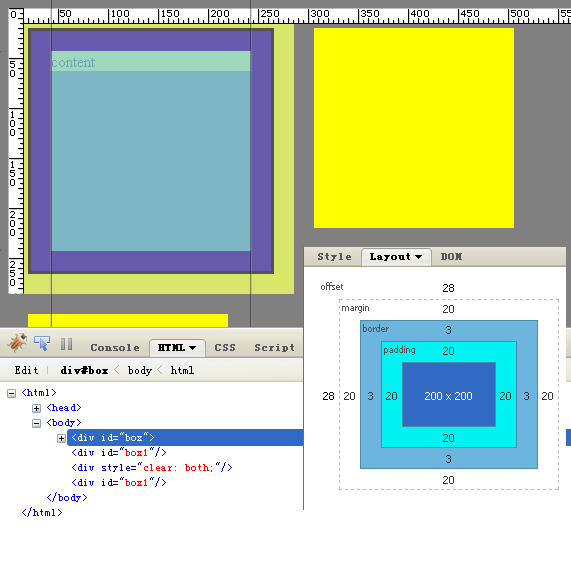 0 50 100 150 200 250 300 350 400 450 500 55
0
50
100
150
200
250
content
Style Layout ▼ DOM
offset 28
margin 20
border 3
padding 20
28 20 3 20 200 x 200 20 3 20
20
3
20
Console HTML ▼ CSS Script
Edit div#box < body < html
<html>
<head>
<body>
<div id="box">
<div id="box1"/>
<div style="clear: both;"/>
<div id="box1"/>
</body>
</html>